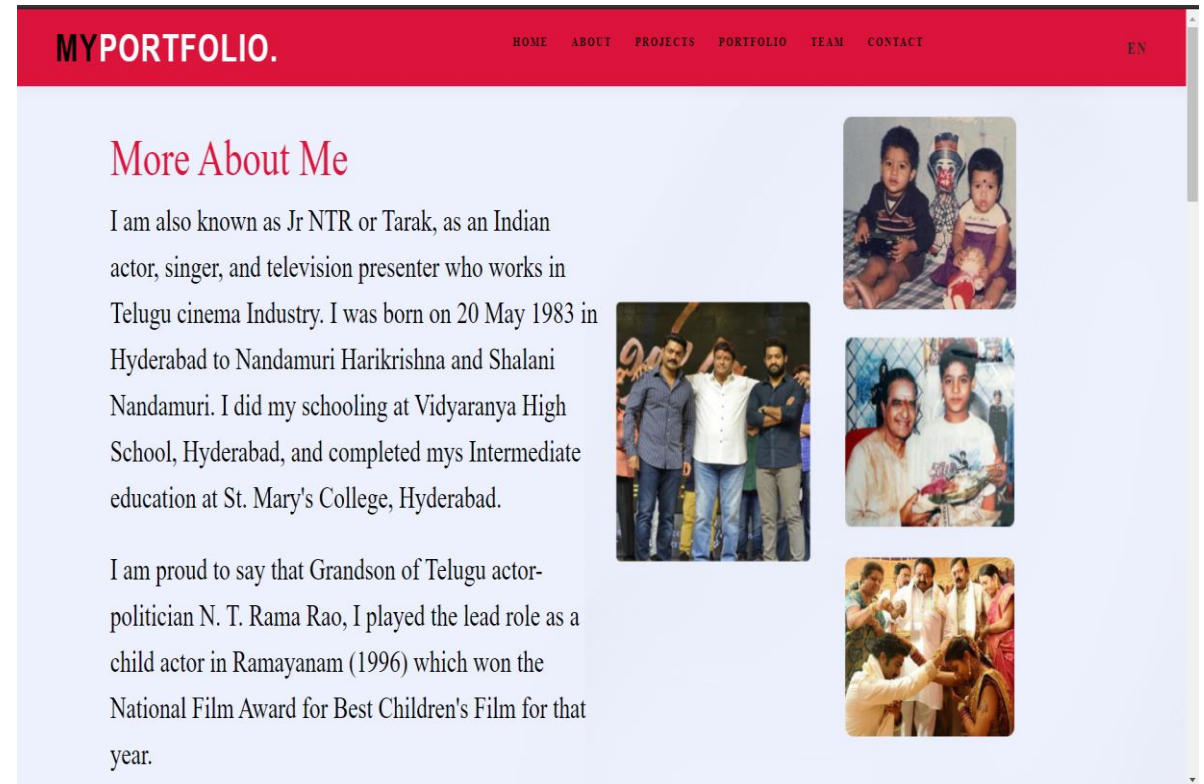 MYPORTFOLIO.
HOME ABOUT PROJECTS PORTFOLIO TEAM CONTACT
EN
More About Me
I am also known as Jr NTR or Tarak, as an Indian
actor, singer, and television presenter who works in
Telugu cinema Industry. I was born on 20 May 1983 in
Hyderabad to Nandamuri Harikrishna and Shalani
Nandamuri. I did my schooling at Vidyaranya High
School, Hyderabad, and completed mys Intermediate
education at St. Mary's College, Hyderabad.
I am proud to say that Grandson of Telugu actor-
politician N. T. Rama Rao, I played the lead role as a
child actor in Ramayanam (1996) which won the
National Film Award for Best Children's Film for that
year.